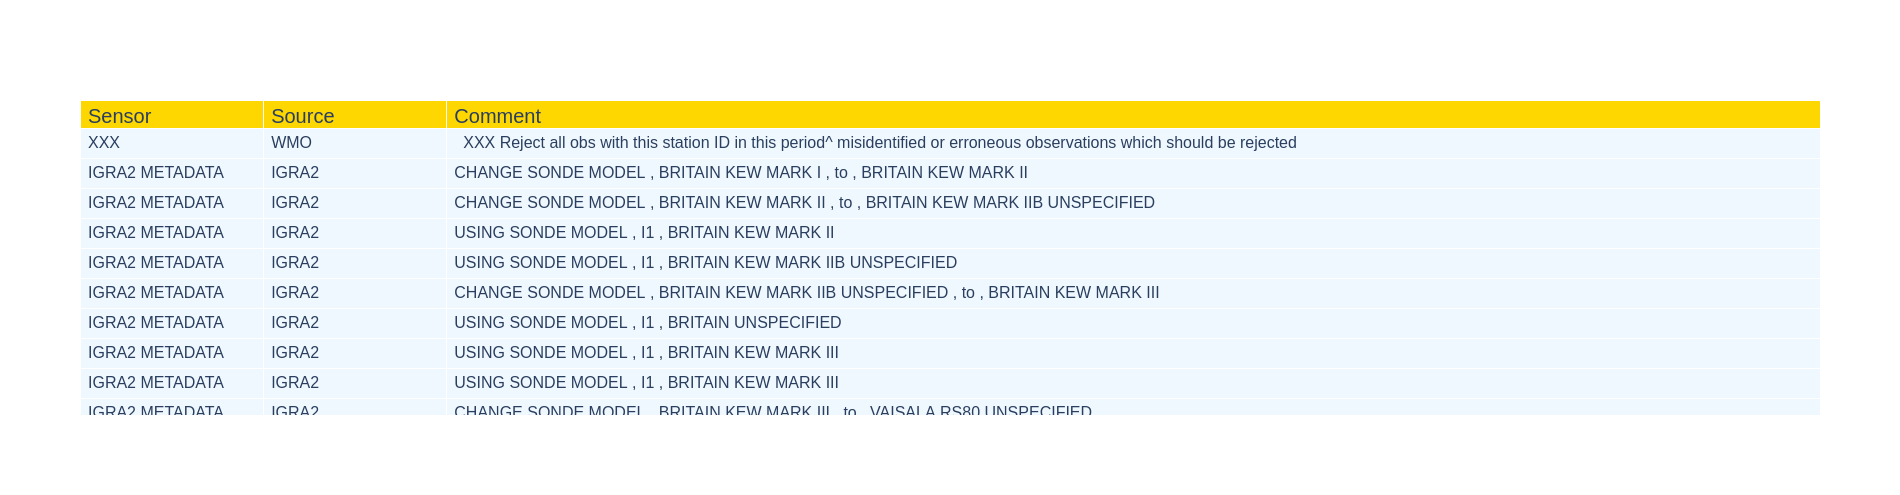 Sensor Source Comment
XXX WMO XXX Reject all obs with this station ID in this period^ misidentified or erroneous observations which should be rejected
IGRA2 METADATA IGRA2 CHANGE SONDE MODEL , BRITAIN KEW MARK I , to , BRITAIN KEW MARK II
IGRA2 METADATA IGRA2 CHANGE SONDE MODEL , BRITAIN KEW MARK II , to , BRITAIN KEW MARK IIB UNSPECIFIED
IGRA2 METADATA IGRA2 USING SONDE MODEL , I1 , BRITAIN KEW MARK II
IGRA2 METADATA IGRA2 USING SONDE MODEL , I1 , BRITAIN KEW MARK IIB UNSPECIFIED
IGRA2 METADATA IGRA2 CHANGE SONDE MODEL , BRITAIN KEW MARK IIB UNSPECIFIED , to , BRITAIN KEW MARK III
IGRA2 METADATA IGRA2 USING SONDE MODEL , I1 , BRITAIN UNSPECIFIED
IGRA2 METADATA IGRA2 USING SONDE MODEL , I1 , BRITAIN KEW MARK III
IGRA2 METADATA IGRA2 USING SONDE MODEL , I1 , BRITAIN KEW MARK III
IGRA2 METADATA IGRA2 CHANGE SONDE MODEL , BRITAIN KEW MARK III , to , VAISALA RS80 UNSPECIFIED